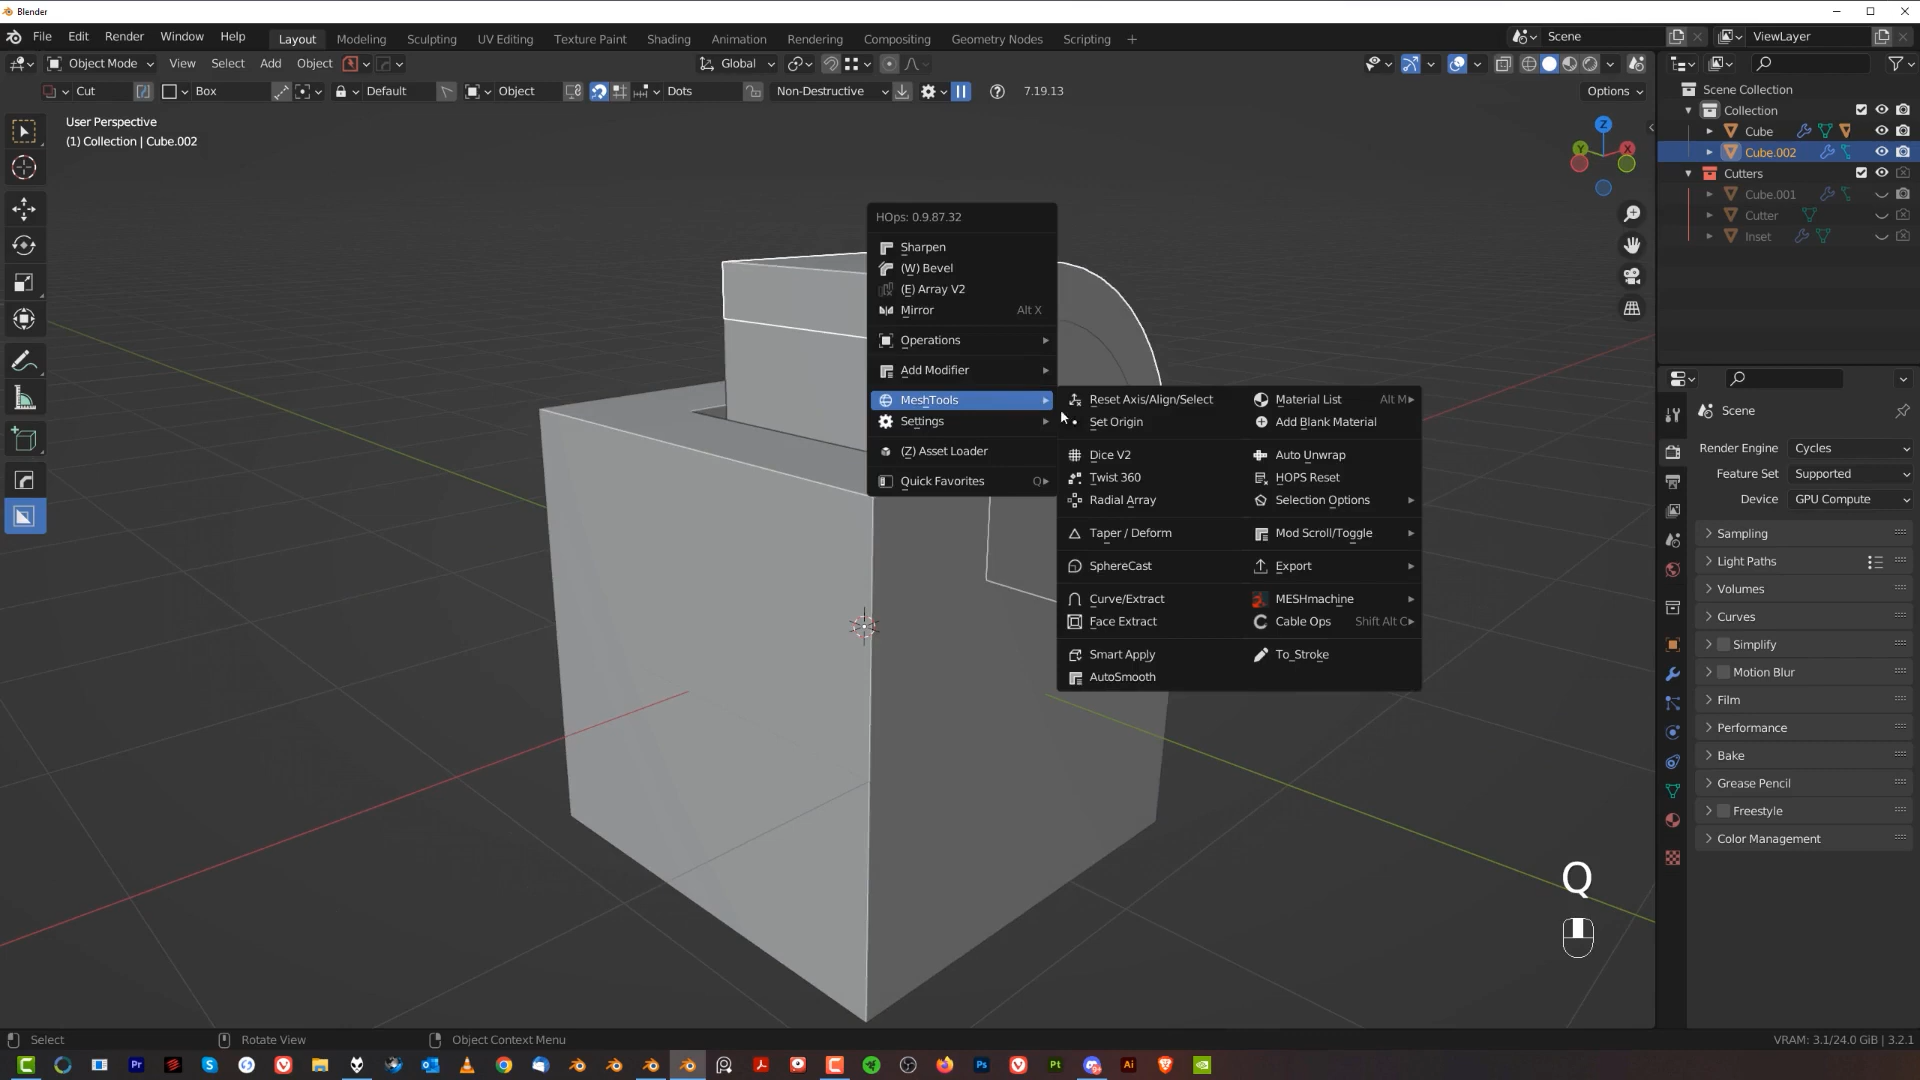 Blender
File Edit Render Window Help Layout Modeling Sculpting UV Editing Texture Paint Shading Animation Rendering Compositing Geometry Nodes Scripting + Scene ViewLayer
Object Mode View Select Add Object Global
Cut Box Default Object Dots Non-Destructive 7.19.13 Options
User Perspective
(1) Collection | Cube.002
Z
Y
X
Scene Collection
Collection
Cube
Cube.002
Cutters
Cube.001
Cutter
Inset
HOps: 0.9.87.32
Sharpen
(W) Bevel
(E) Array V2
Mirror Alt X
Operations
Add Modifier
MeshTools
Settings
(Z) Asset Loader
Quick Favorites Q
Reset Axis/Align/Select Material List Alt M
Set Origin Add Blank Material
Dice V2 Auto Unwrap
Twist 360 HOPS Reset
Radial Array Selection Options
Taper / Deform Mod Scroll/Toggle
SphereCast Export
Curve/Extract MESHmachine
Face Extract Cable Ops Shift Alt C
Smart Apply To_Stroke
AutoSmooth
Scene
Render Engine Cycles
Feature Set Supported
Device GPU Compute
Sampling
Light Paths
Volumes
Curves
Simplify
Motion Blur
Film
Performance
Bake
Grease Pencil
Freestyle
Color Management
Q
Select Rotate View Object Context Menu VRAM: 3.1/24.0 GiB | 3.2.1
Pr S Ps Pt Ai